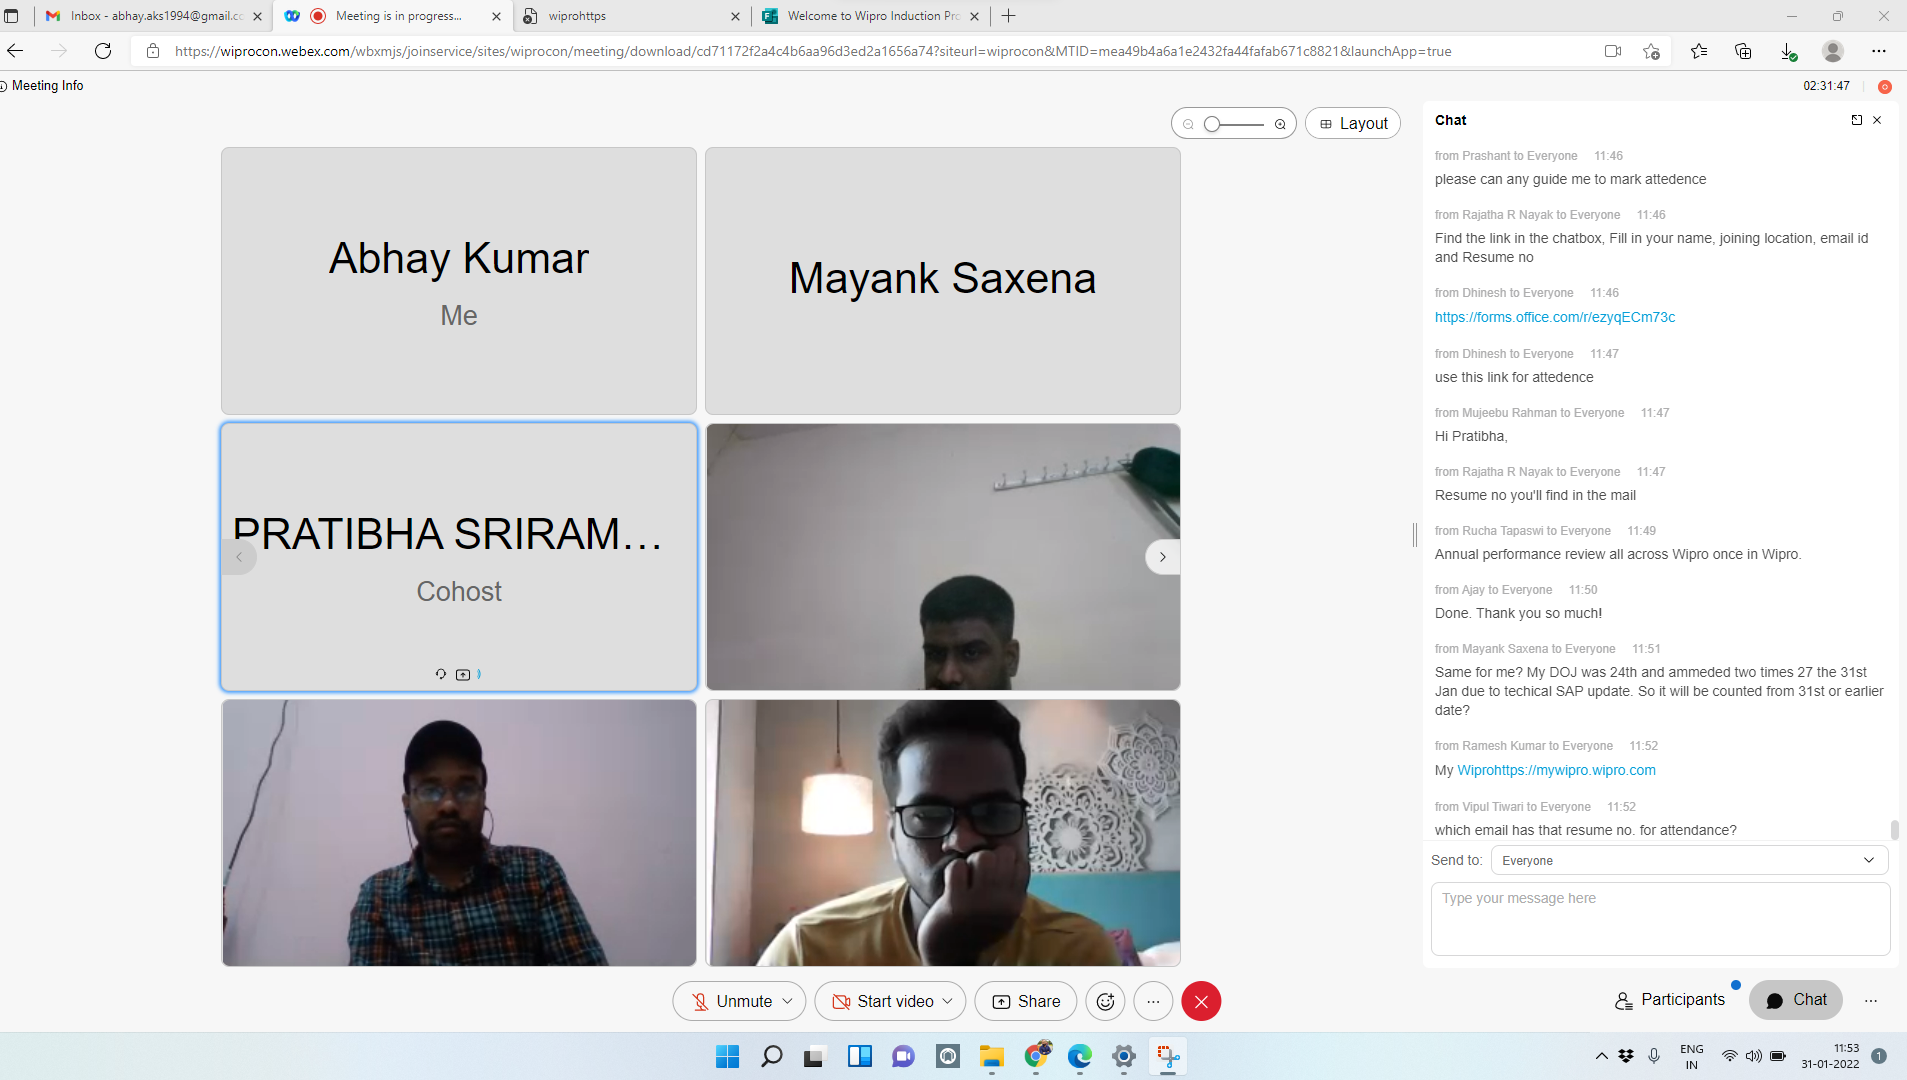 Inbox - abhay.aks1994@gmail.cc
Meeting is in progress...
wiprohttps
Welcome to Wipro Induction Pro
https://wiprocon.webex.com/wbxmjs/joinservice/sites/wiprocon/meeting/download/cd71172f2a4c4b6aa96d3ed2a1656a74?siteurl=wiprocon&MTID=mea49b4a6a1e2432fa44fafab671c8821&launchApp=true
Meeting Info
02:31:47
Layout
Abhay Kumar
Me
Mayank Saxena
PRATIBHA SRIRAM...
Cohost
Chat
from Prashant to Everyone 11:46
please can any guide me to mark attedence
from Rajatha R Nayak to Everyone 11:46
Find the link in the chatbox, Fill in your name, joining location, email id
and Resume no
from Dhinesh to Everyone 11:46
https://forms.office.com/r/ezyqECm73c
from Dhinesh to Everyone 11:47
use this link for attedence
from Mujeebu Rahman to Everyone 11:47
Hi Pratibha,
from Rajatha R Nayak to Everyone 11:47
Resume no you'll find in the mail
from Rucha Tapaswi to Everyone 11:49
Annual performance review all across Wipro once in Wipro.
from Ajay to Everyone 11:50
Done. Thank you so much!
from Mayank Saxena to Everyone 11:51
Same for me? My DOJ was 24th and ammeded two times 27 the 31st
Jan due to techical SAP update. So it will be counted from 31st or earlier
date?
from Ramesh Kumar to Everyone 11:52
My Wiprohttps://mywipro.wipro.com
from Vipul Tiwari to Everyone 11:52
which email has that resume no. for attendance?
Send to: Everyone
Type your message here
Unmute
Start video
Share
Participants
Chat
ENG
IN
11:53
31-01-2022
1